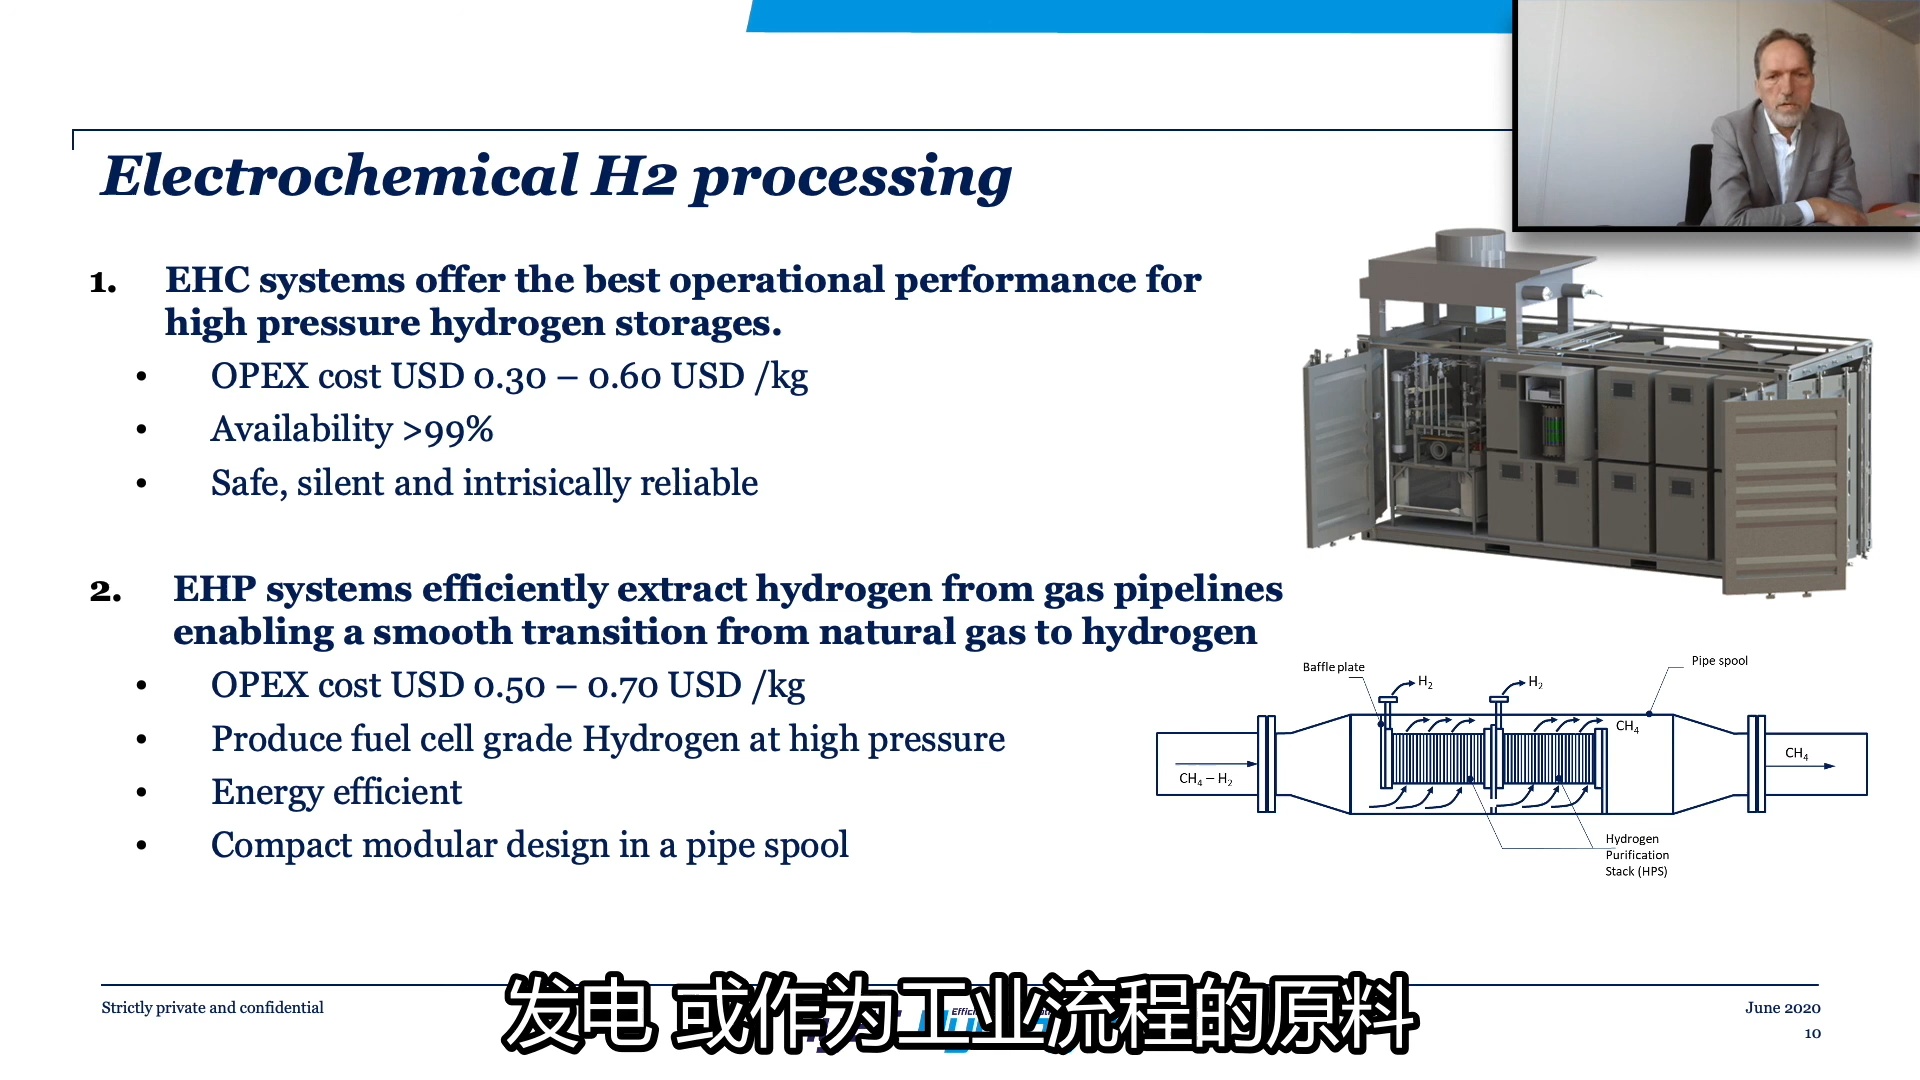 Electrochemical H2 processing
1. EHC systems offer the best operational performance for
high pressure hydrogen storages.
• OPEX cost USD 0.30 – 0.60 USD /kg
• Availability >99%
• Safe, silent and intrisically reliable
2. EHP systems efficiently extract hydrogen from gas pipelines
enabling a smooth transition from natural gas to hydrogen
• OPEX cost USD 0.50 – 0.70 USD /kg
• Produce fuel cell grade Hydrogen at high pressure
• Energy efficient
• Compact modular design in a pipe spool
Baffle plate
H₂
H₂
Pipe spool
CH₄
CH₄ – H₂
CH₄
Hydrogen
Purification
Stack (HPS)
Strictly private and confidential
发电 或作为工业流程的原料
June 2020
10